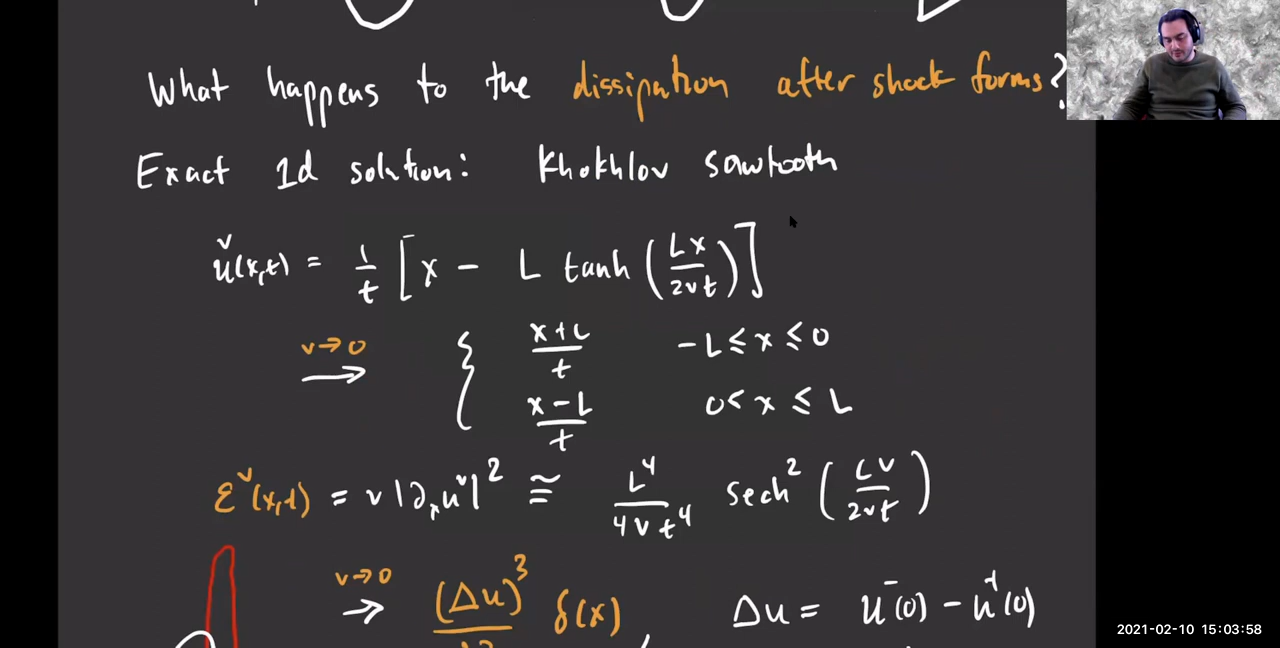 What happens to the dissipation after shock forms?
Exact 1d solution: Khokhlov sawtooth
u^ν(x,t) = 1/t [x - L tanh (Lx/2νt)]
ν→0 ⟶ { (x+L)/t   -L ≤ x ≤ 0
(x-L)/t   0 < x ≤ L
ε^ν(x,t) = ν|∂ₓu^ν|² ≅ L⁴/4νt⁴ sech² (Lν/2νt)
ν→0 → (Δu)³/12 δ(x)   Δu = u⁻(0) - u⁺(0)
2021-02-10 15:03:58